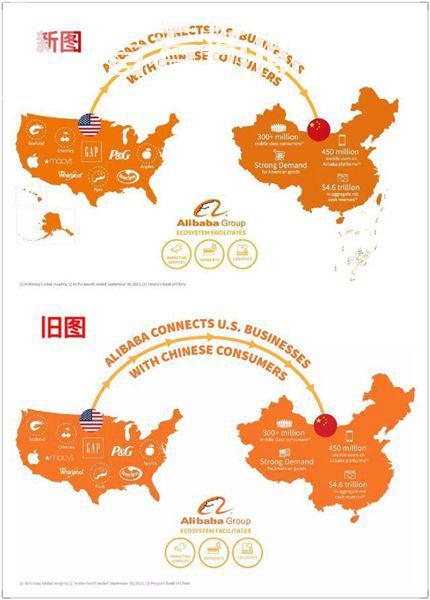 新图
ALIBABA CONNECTS U.S. BUSINESSES
WITH CHINESE CONSUMERS
Seafood
Cherries
GAP
P&G
Apples
macy's
Whirlpool
Pork
300+ million
middle class consumers
Strong Demand
for American goods
450 million
mobile users on
Alibaba platforms
$4.6 trillion
in aggregate net
cash reserves
Alibaba Group
ECOSYSTEM FACILITATES
MARKETING
SERVICES
PAYMENTS
LOGISTICS
旧图
ALIBABA CONNECTS U.S. BUSINESSES
WITH CHINESE CONSUMERS
Seafood
Cherries
GAP
P&G
Apples
macy's
Whirlpool
Pork
300+ million
middle class consumers
Strong Demand
for American goods
450 million
mobile users on
Alibaba platforms
$4.6 trillion
in aggregate net
cash reserves
Alibaba Group
ECOSYSTEM FACILITATES
MARKETING
SERVICES
PAYMENTS
LOGISTICS